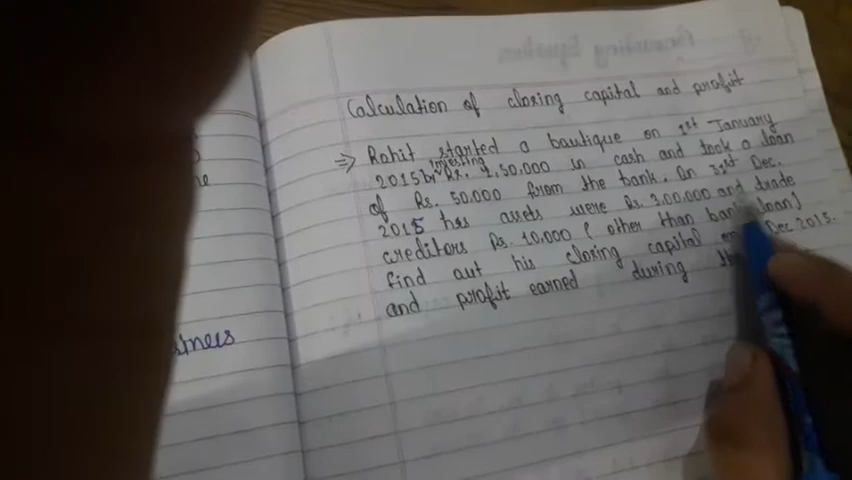 Calculation of closing capital and profit
=> Rohit started a boutique on 1st January
2015 by investing Rs. 1,50,000 in cash and took a loan
of Rs. 50,000 from the bank. On 31st Dec.
2015 his assets were Rs. 3,00,000 and trade
creditors Rs. 10,000 (other than bank loan)
find out his closing capital on Dec 2015.
and profit earned during
stness